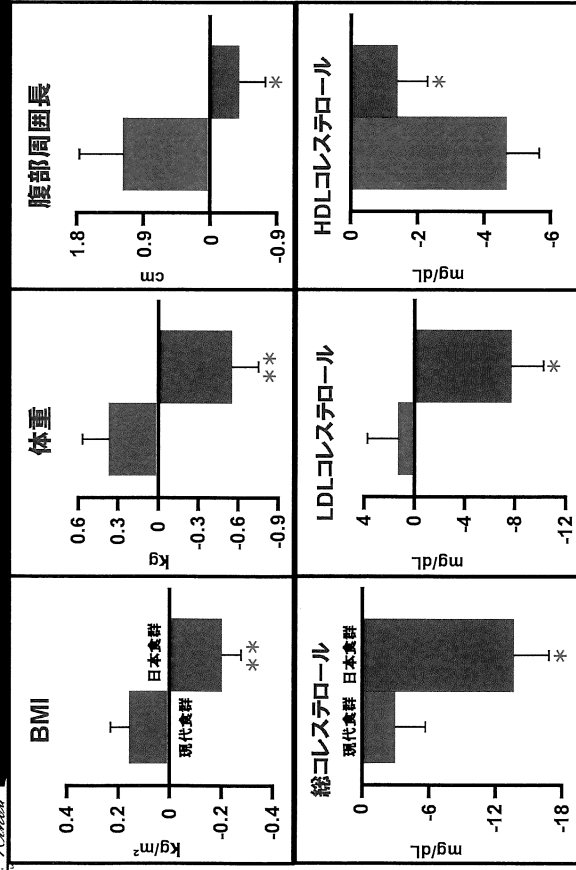 BMI
0.4
0.2
0
-0.2
-0.4
kg/m²
現代食群
日本食群
**
体重
0.6
0.3
0
-0.3
-0.6
-0.9
kg
**
腹部周囲長
1.8
0.9
0
-0.9
cm
*
総コレステロール
0
-6
-12
-18
mg/dL
現代食群 日本食群
*
LDLコレステロール
4
0
-4
-8
-12
mg/dL
*
HDLコレステロール
0
-2
-4
-6
mg/dL
*